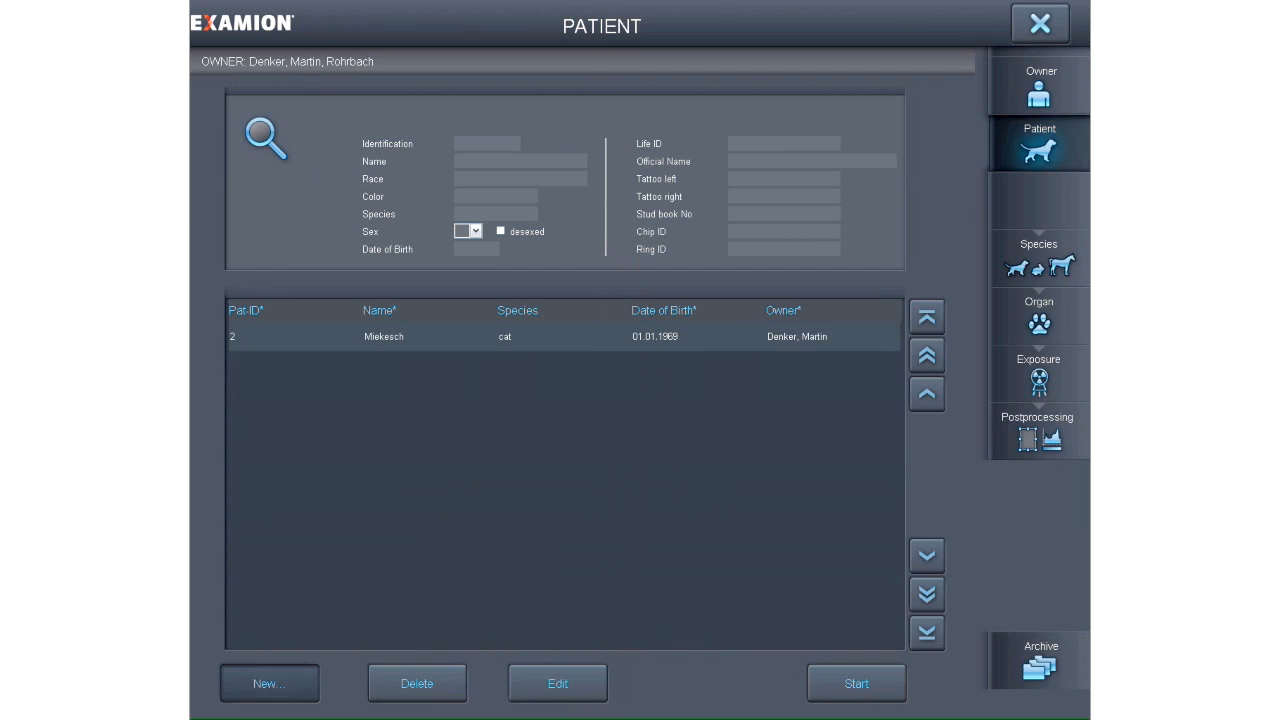 EXAMION
PATIENT
OWNER: Denker, Martin, Rohrbach
Identification
Name
Race
Color
Species
Sex
desexed
Date of Birth
Life ID
Official Name
Tattoo left
Tattoo right
Stud book No
Chip ID
Ring ID
Pat-ID* Name* Species Date of Birth* Owner*
2 Miekesch cat 01.01.1969 Denker, Martin
New... Delete Edit Start
Owner
Patient
Species
Organ
Exposure
Postprocessing
Archive